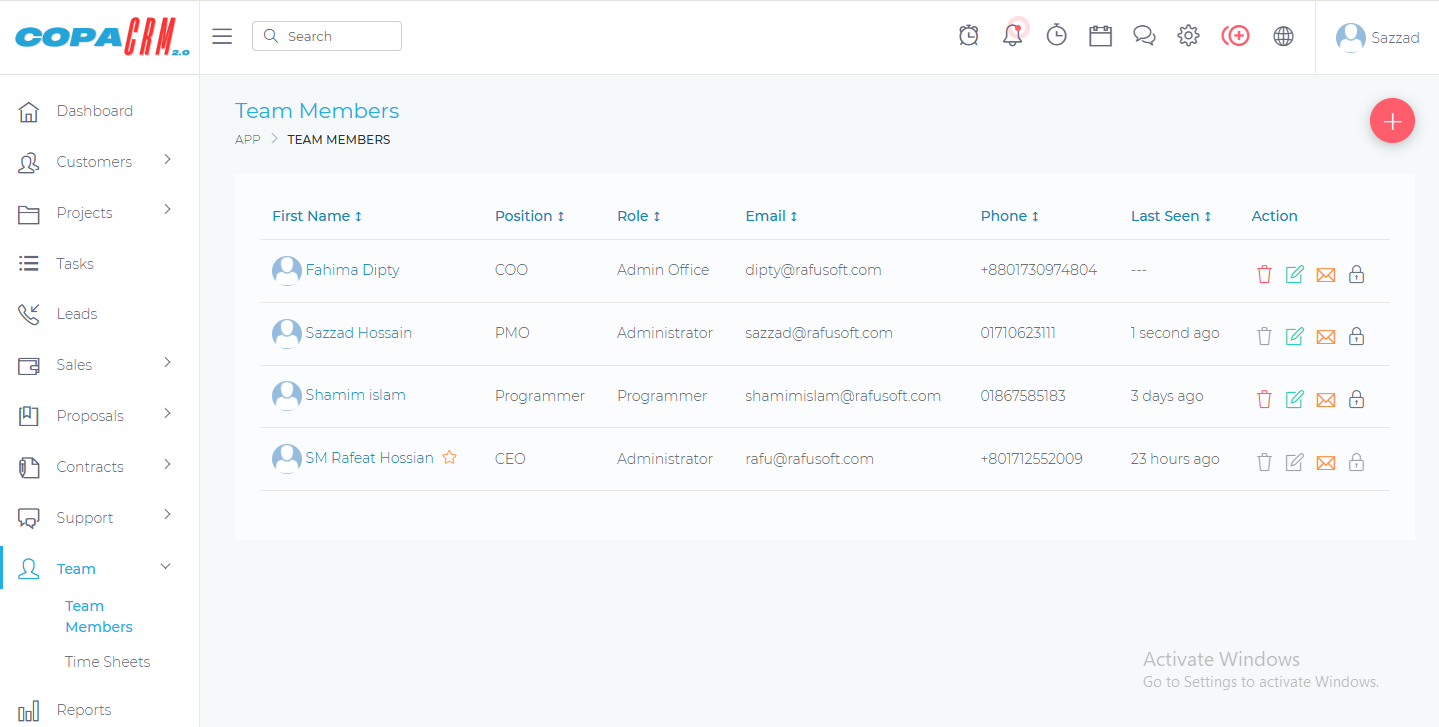 COPACRM 2.0
Search
Sazzad
Dashboard
Customers
Projects
Tasks
Leads
Sales
Proposals
Contracts
Support
Team
Team
Members
Time Sheets
Reports
Team Members
APP > TEAM MEMBERS
First Name Position Role Email Phone Last Seen Action
Fahima Dipty COO Admin Office dipty@rafusoft.com +8801730974804 ---
Sazzad Hossain PMO Administrator sazzad@rafusoft.com 01710623111 1 second ago
Shamim islam Programmer Programmer shamimislam@rafusoft.com 01867585183 3 days ago
SM Rafeat Hossian CEO Administrator rafu@rafusoft.com +801712552009 23 hours ago
Activate Windows
Go to Settings to activate Windows.